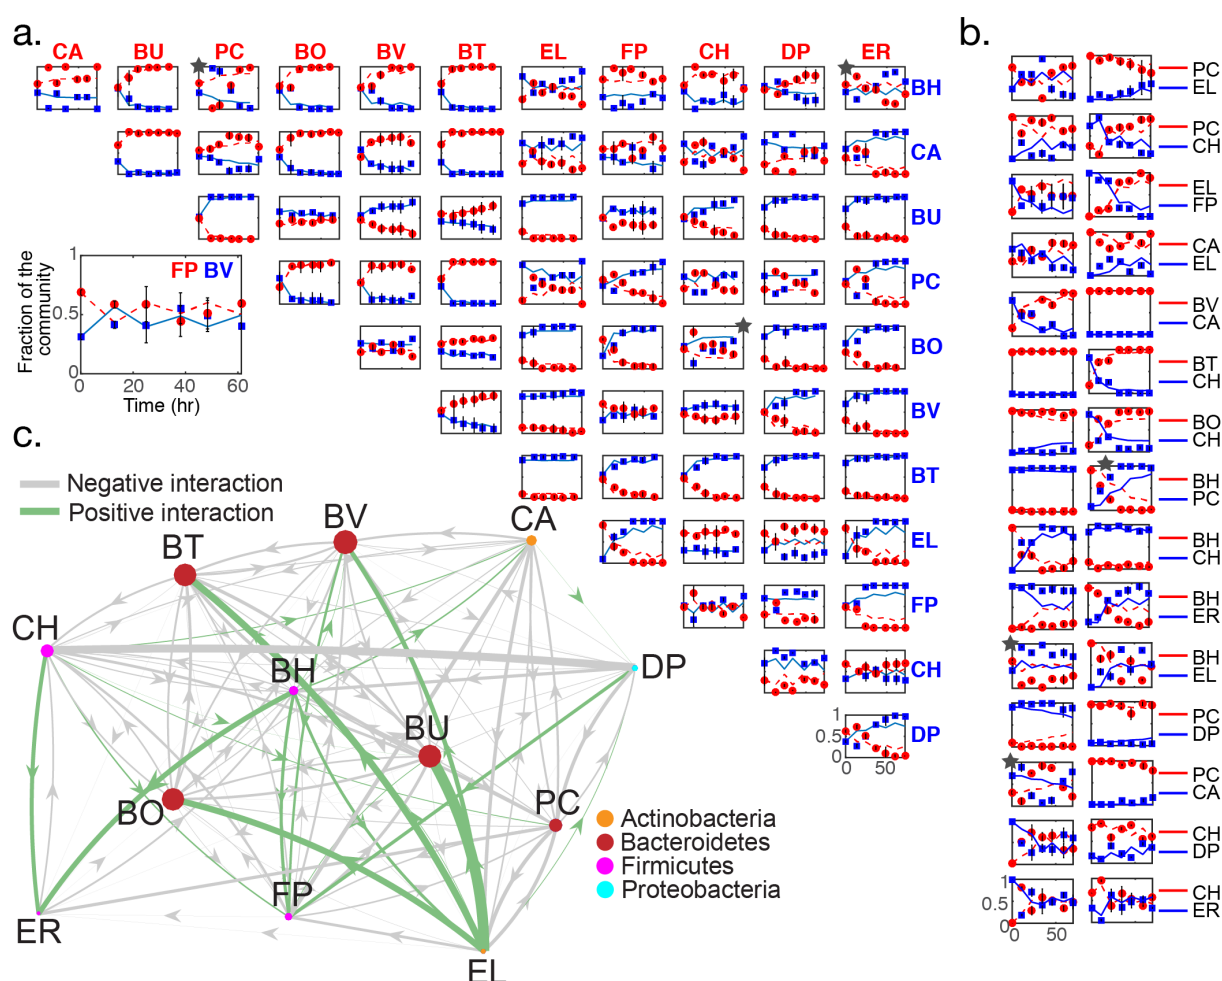 a.
CA BU PC BO BV BT EL FP CH DP ER
BH
CA
BU
PC
BO
BV
BT
EL
FP
CH
DP
1
0.5
0
0 50
Fraction of the
community
1
0.5
0
FP BV
0 20 40 60
Time (hr)
b.
PC
EL
PC
CH
EL
FP
CA
EL
BV
CA
BT
CH
BO
CH
BH
PC
BH
CH
BH
ER
BH
EL
PC
DP
PC
CA
CH
DP
CH
ER
1
0.5
0
0 50
c.
Negative interaction
Positive interaction
BV
CA
BT
CH
BH
DP
BU
BO
PC
FP
ER
EL
Actinobacteria
Bacteroidetes
Firmicutes
Proteobacteria